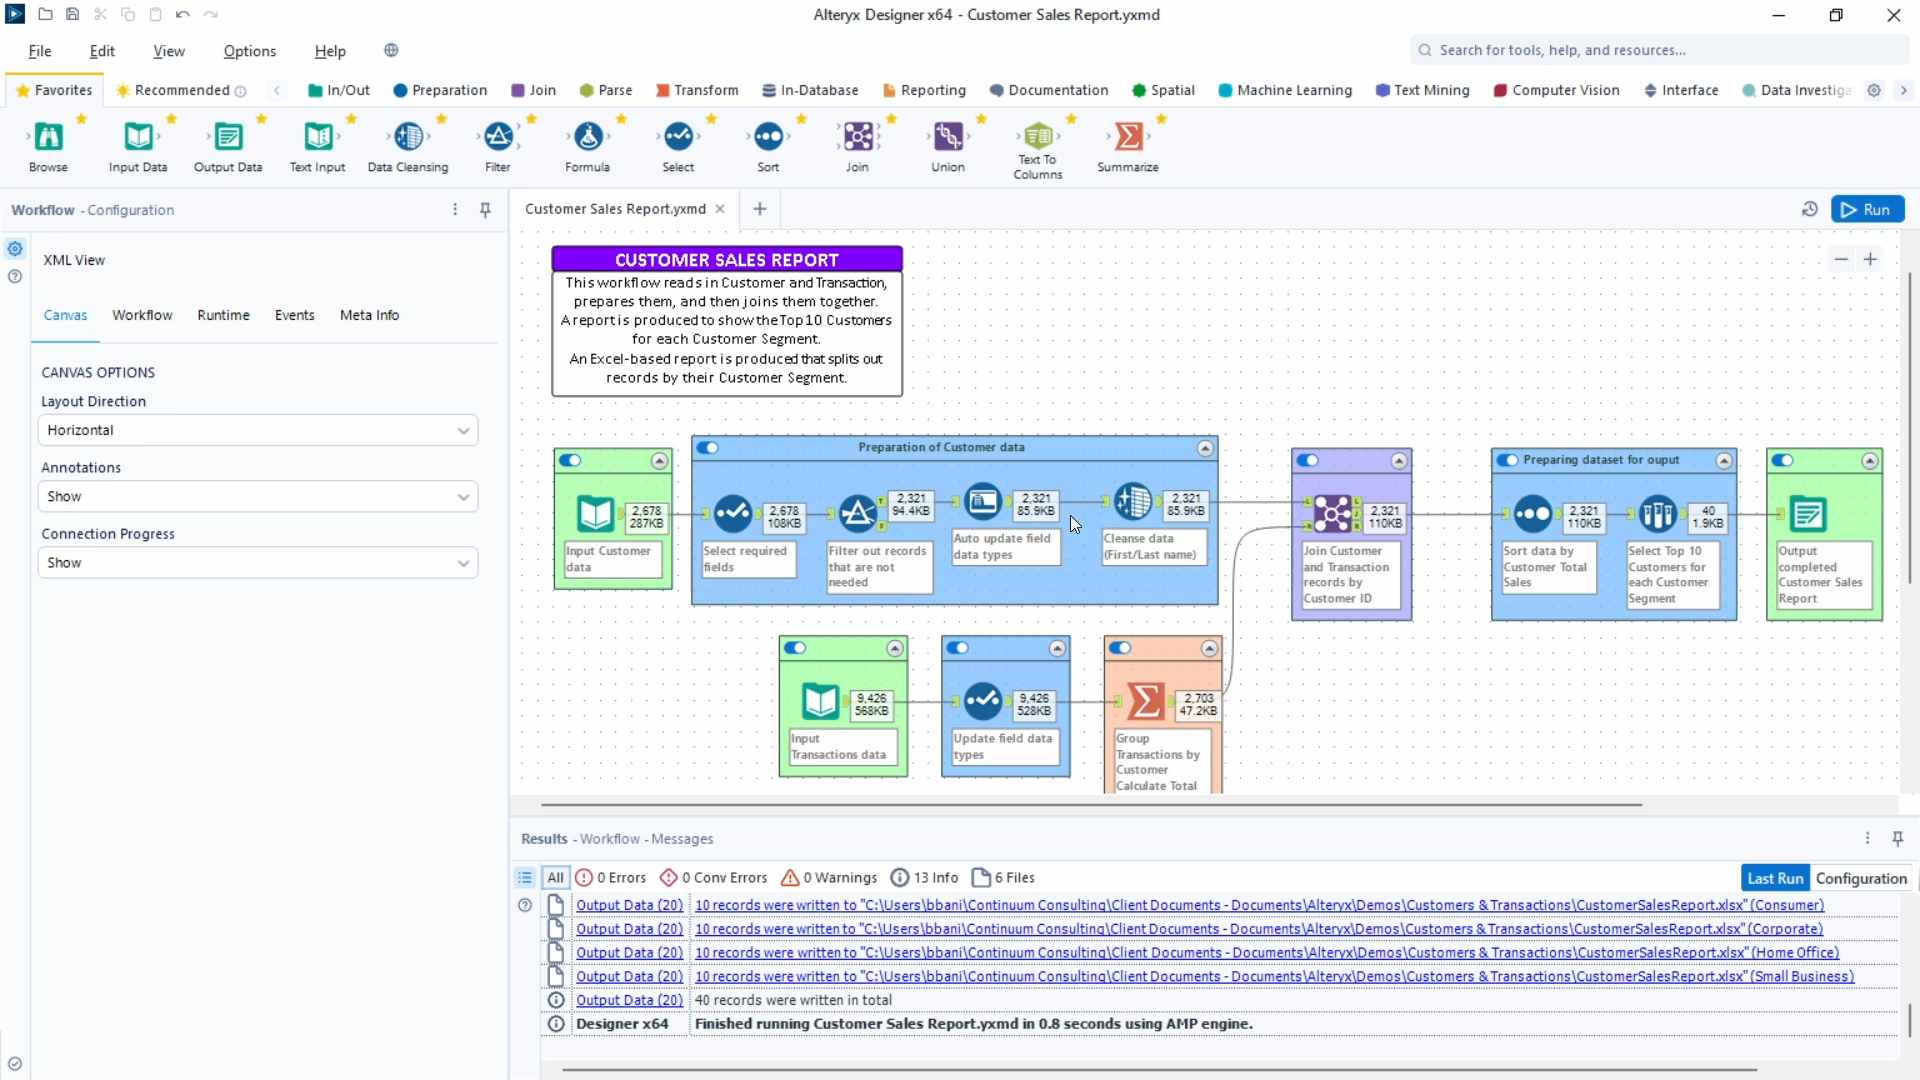 Alteryx Designer x64 - Customer Sales Report.yxmd
File Edit View Options Help
Search for tools, help, and resources...
Favorites Recommended In/Out Preparation Join Parse Transform In-Database Reporting Documentation Spatial Machine Learning Text Mining Computer Vision Interface Data Investiga
Browse Input Data Output Data Text Input Data Cleansing Filter Formula Select Sort Join Union Text To Summarize
Columns
Workflow - Configuration
Customer Sales Report.yxmd
Run
XML View
Canvas Workflow Runtime Events Meta Info
CANVAS OPTIONS
Layout Direction
Horizontal
Annotations
Show
Connection Progress
Show
CUSTOMER SALES REPORT
This workflow reads in Customer and Transaction,
prepares them, and then joins them together.
A report is produced to show the Top 10 Customers
for each Customer Segment.
An Excel-based report is produced that splits out
records by their Customer Segment.
2,678
287KB
Input Customer
data
Preparation of Customer data
2,678
108KB
Select required
fields
T
F
2,321
94.4KB
Filter out records
that are not
needed
2,321
85.9KB
Auto update field
data types
2,321
85.9KB
Cleanse data
(First/Last name)
L
R
L
J
R
2,321
110KB
Join Customer
and Transaction
records by
Customer ID
Preparing dataset for ouput
2,321
110KB
Sort data by
Customer Total
Sales
40
1.9KB
Select Top 10
Customers for
each Customer
Segment
Output
completed
Customer Sales
Report
9,426
568KB
Input
Transactions data
9,426
528KB
Update field data
types
2,703
47.2KB
Group
Transactions by
Customer
Calculate Total
Results - Workflow - Messages
All 0 Errors 0 Conv Errors 0 Warnings 13 Info 6 Files Last Run Configuration
Output Data (20) 10 records were written to "C:\Users\bbani\Continuum Consulting\Client Documents - Documents\Alteryx\Demos\Customers & Transactions\CustomerSalesReport.xlsx" (Consumer)
Output Data (20) 10 records were written to "C:\Users\bbani\Continuum Consulting\Client Documents - Documents\Alteryx\Demos\Customers & Transactions\CustomerSalesReport.xlsx" (Corporate)
Output Data (20) 10 records were written to "C:\Users\bbani\Continuum Consulting\Client Documents - Documents\Alteryx\Demos\Customers & Transactions\CustomerSalesReport.xlsx" (Home Office)
Output Data (20) 10 records were written to "C:\Users\bbani\Continuum Consulting\Client Documents - Documents\Alteryx\Demos\Customers & Transactions\CustomerSalesReport.xlsx" (Small Business)
Output Data (20) 40 records were written in total
Designer x64 Finished running Customer Sales Report.yxmd in 0.8 seconds using AMP engine.